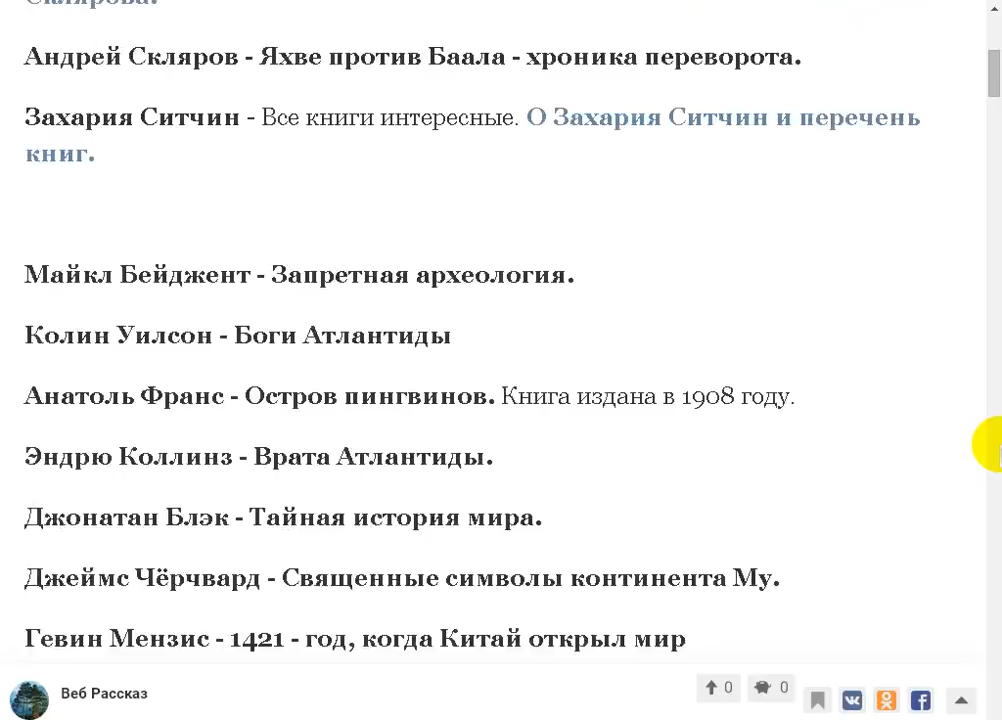 Склярова.
Андрей Скляров - Яхве против Баала - хроника переворота.
Захария Ситчин - Все книги интересные. О Захария Ситчин и перечень
книг.
Майкл Бейджент - Запретная археология.
Колин Уилсон - Боги Атлантиды
Анатоль Франс - Остров пингвинов. Книга издана в 1908 году.
Эндрю Коллинз - Врата Атлантиды.
Джонатан Блэк - Тайная история мира.
Джеймс Чёрчвард - Священные символы континента Му.
Гевин Мензис - 1421 - год, когда Китай открыл мир
Веб Рассказ
0 0